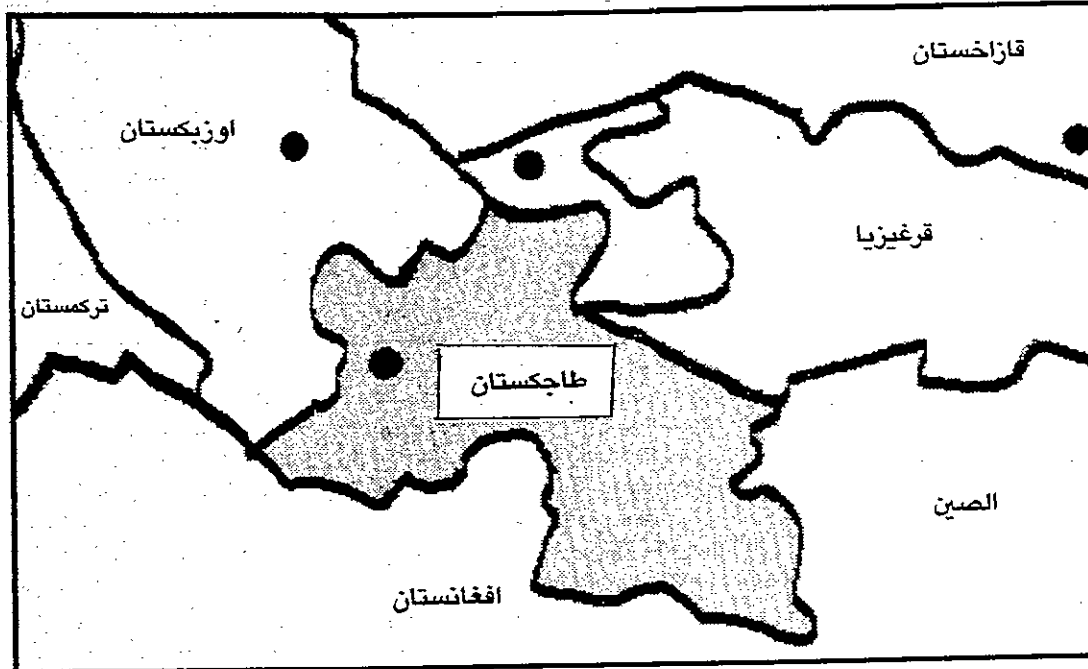 قازاخستان
اوزبكستان
قرغيزيا
تركمستان
طاجكستان
الصين
افغانستان